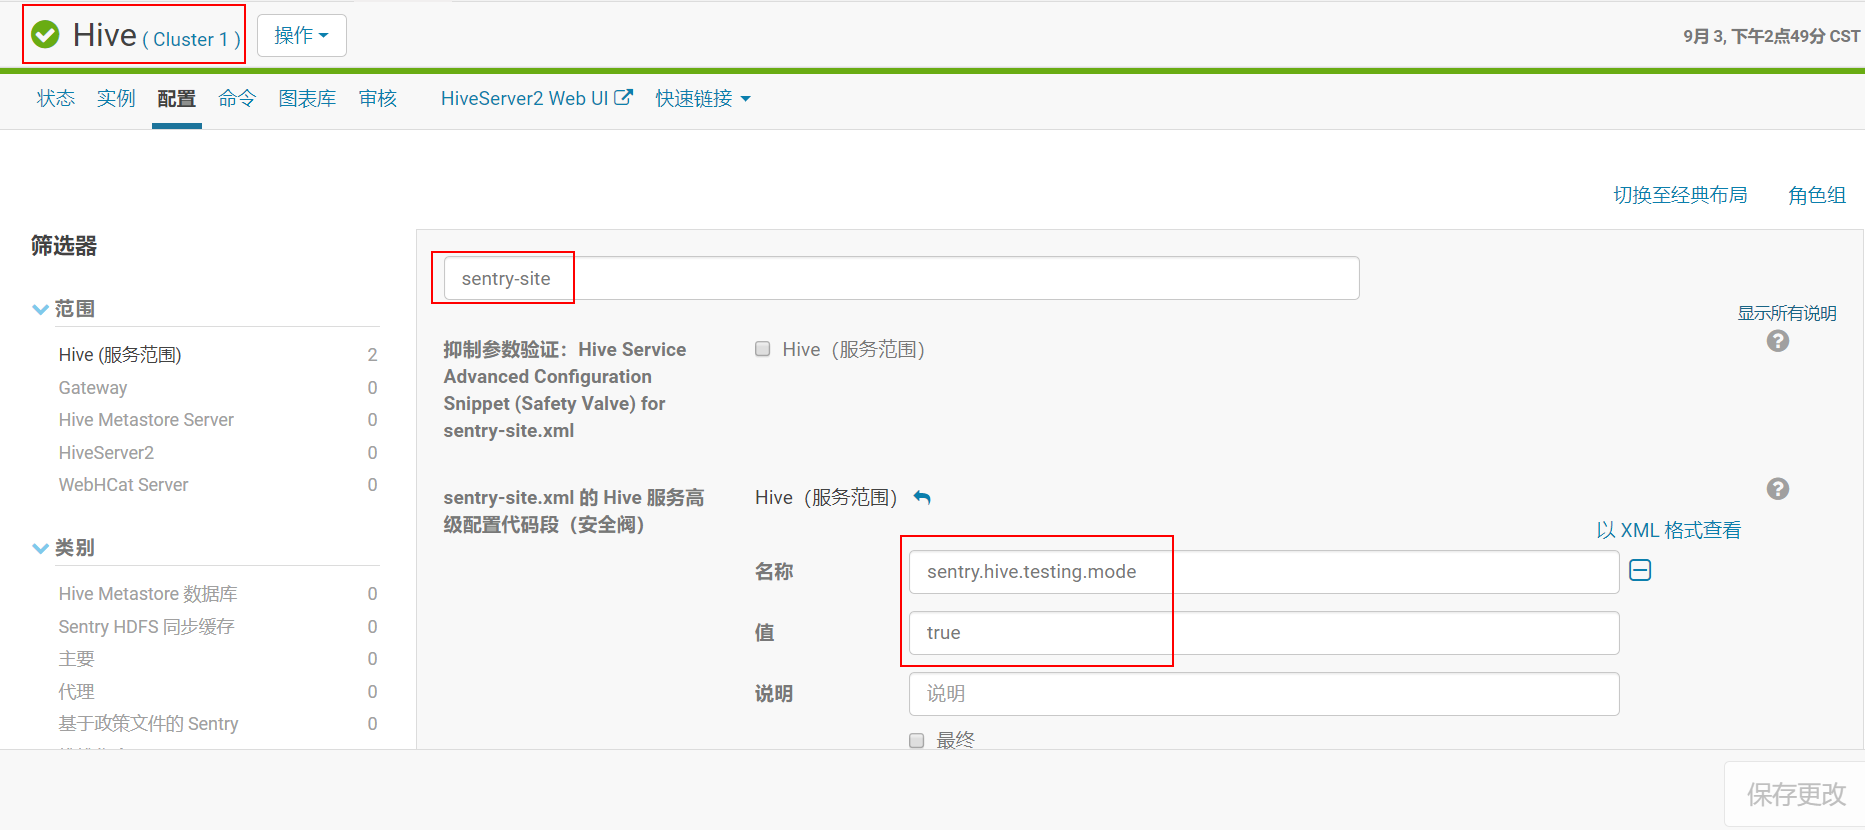 Hive ( Cluster 1 ) 操作
9月 3, 下午2点49分 CST
状态 实例 配置 命令 图表库 审核 HiveServer2 Web UI 快速链接
切换至经典布局 角色组
筛选器
范围
Hive (服务范围) 2
Gateway 0
Hive Metastore Server 0
HiveServer2 0
WebHCat Server 0
类别
Hive Metastore 数据库 0
Sentry HDFS 同步缓存 0
主要 0
代理 0
基于政策文件的 Sentry 0
sentry-site
显示所有说明
抑制参数验证：Hive Service
Advanced Configuration
Snippet (Safety Valve) for
sentry-site.xml
Hive（服务范围）
sentry-site.xml 的 Hive 服务高
级配置代码段（安全阀）
Hive（服务范围）
以 XML 格式查看
名称 sentry.hive.testing.mode
值 true
说明 说明
最终
保存更改